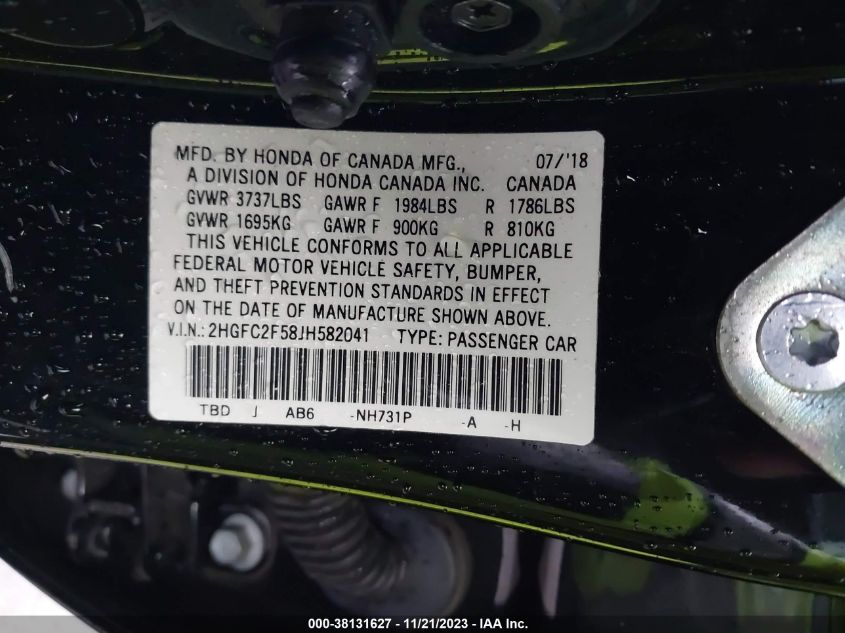 MFD. BY HONDA OF CANADA MFG., 07/'18
A DIVISION OF HONDA CANADA INC. CANADA
GVWR 3737LBS GAWR F 1984LBS R 1786LBS
GVWR 1695KG GAWR F 900KG R 810KG
THIS VEHICLE CONFORMS TO ALL APPLICABLE
FEDERAL MOTOR VEHICLE SAFETY, BUMPER,
AND THEFT PREVENTION STANDARDS IN EFFECT
ON THE DATE OF MANUFACTURE SHOWN ABOVE.
V.I.N.: 2HGFC2F58JH582041 TYPE: PASSENGER CAR
TBD J AB6 -NH731P -A -H
000-38131627 - 11/21/2023 - IAA Inc.